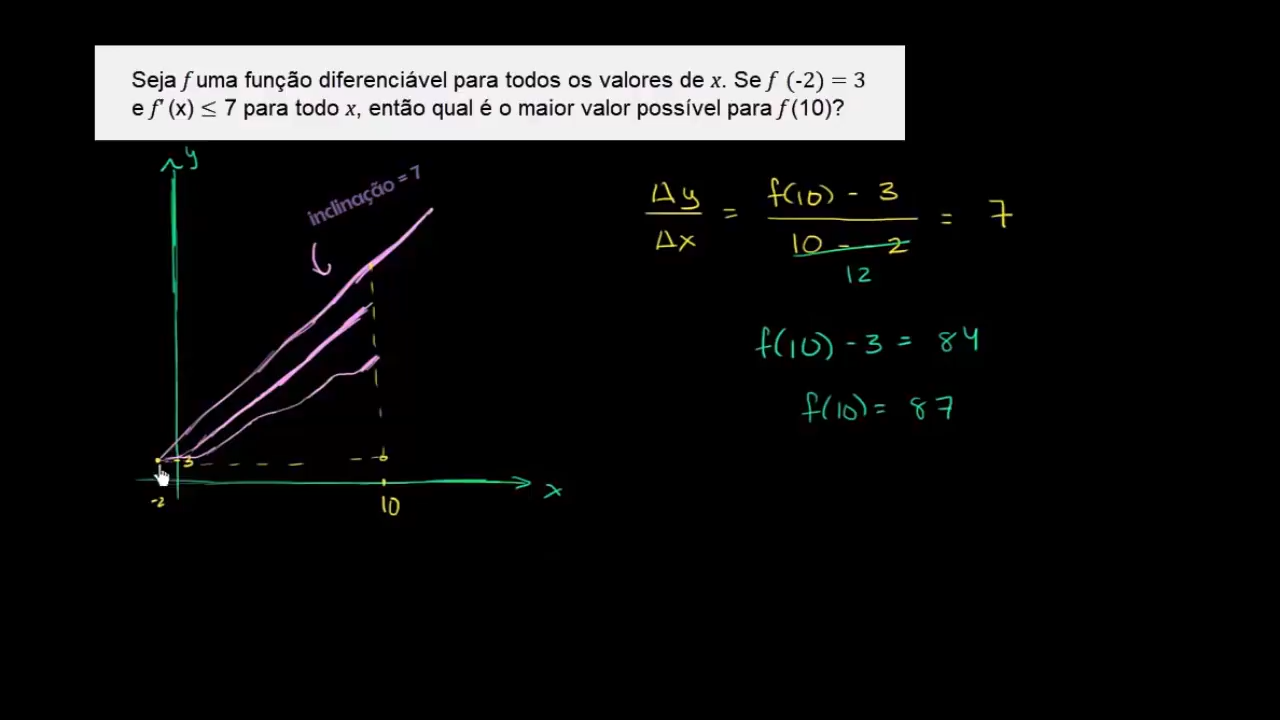 Seja f uma função diferenciável para todos os valores de x. Se f (-2) = 3
e f' (x) ≤ 7 para todo x, então qual é o maior valor possível para f (10)?
y
inclinação = 7
Δy / Δx = (f(10) - 3) / (10 - -2) = 7
12
f(10) - 3 = 84
f(10) = 87
3
-2
10
x